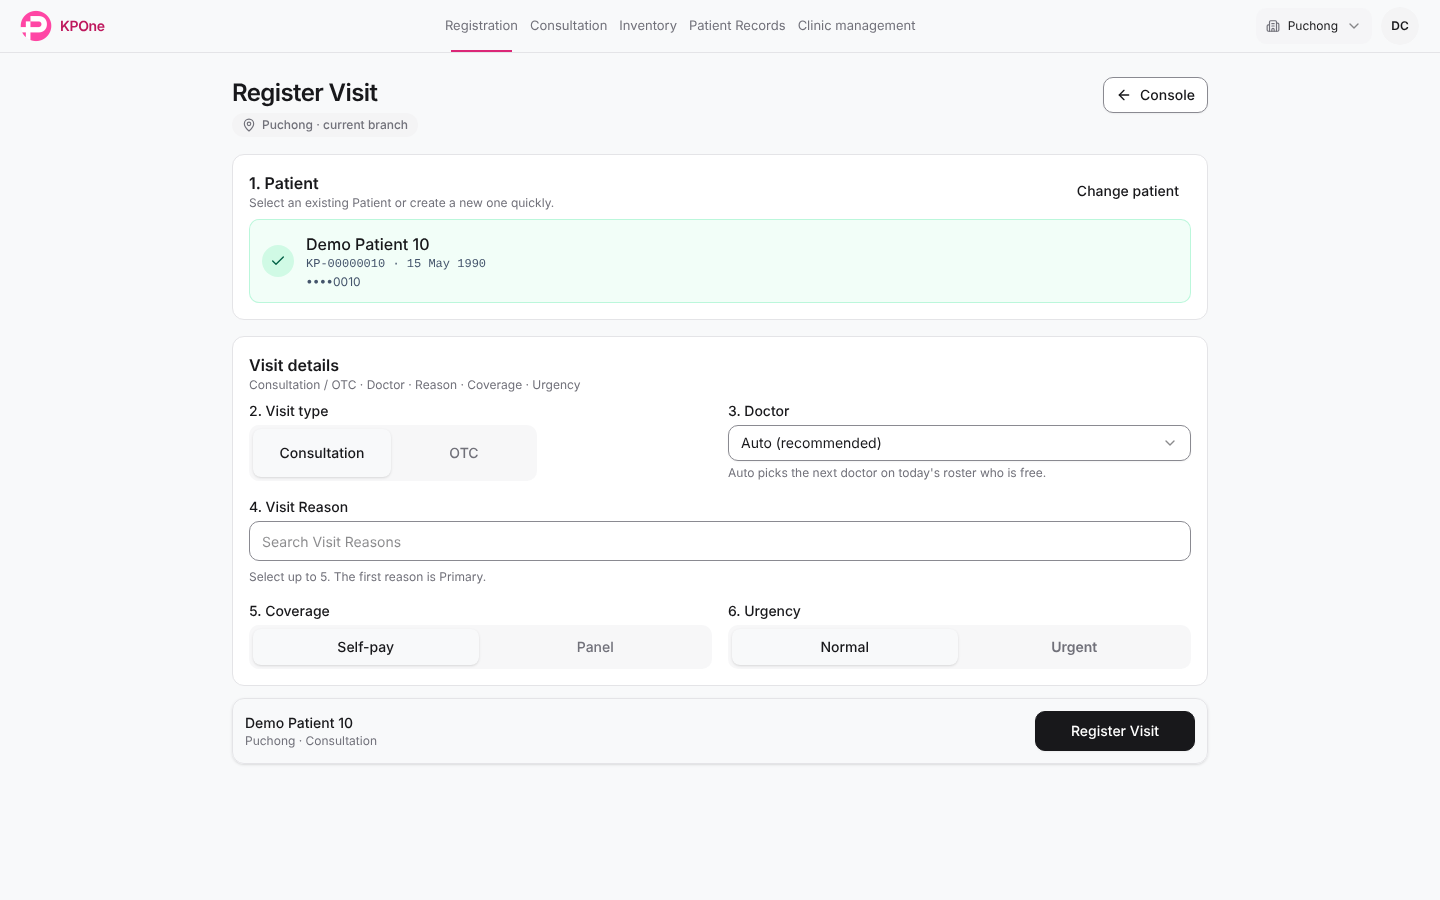 KPOne
Registration
Consultation
Inventory
Patient Records
Clinic management
Puchong
DC
Register Visit
Puchong · current branch
Console
1. Patient
Select an existing Patient or create a new one quickly.
Change patient
Demo Patient 10
KP-00000010 · 15 May 1990
••••0010
Visit details
Consultation / OTC · Doctor · Reason · Coverage · Urgency
2. Visit type
Consultation
OTC
3. Doctor
Auto (recommended)
Auto picks the next doctor on today's roster who is free.
4. Visit Reason
Search Visit Reasons
Select up to 5. The first reason is Primary.
5. Coverage
Self-pay
Panel
6. Urgency
Normal
Urgent
Demo Patient 10
Puchong · Consultation
Register Visit